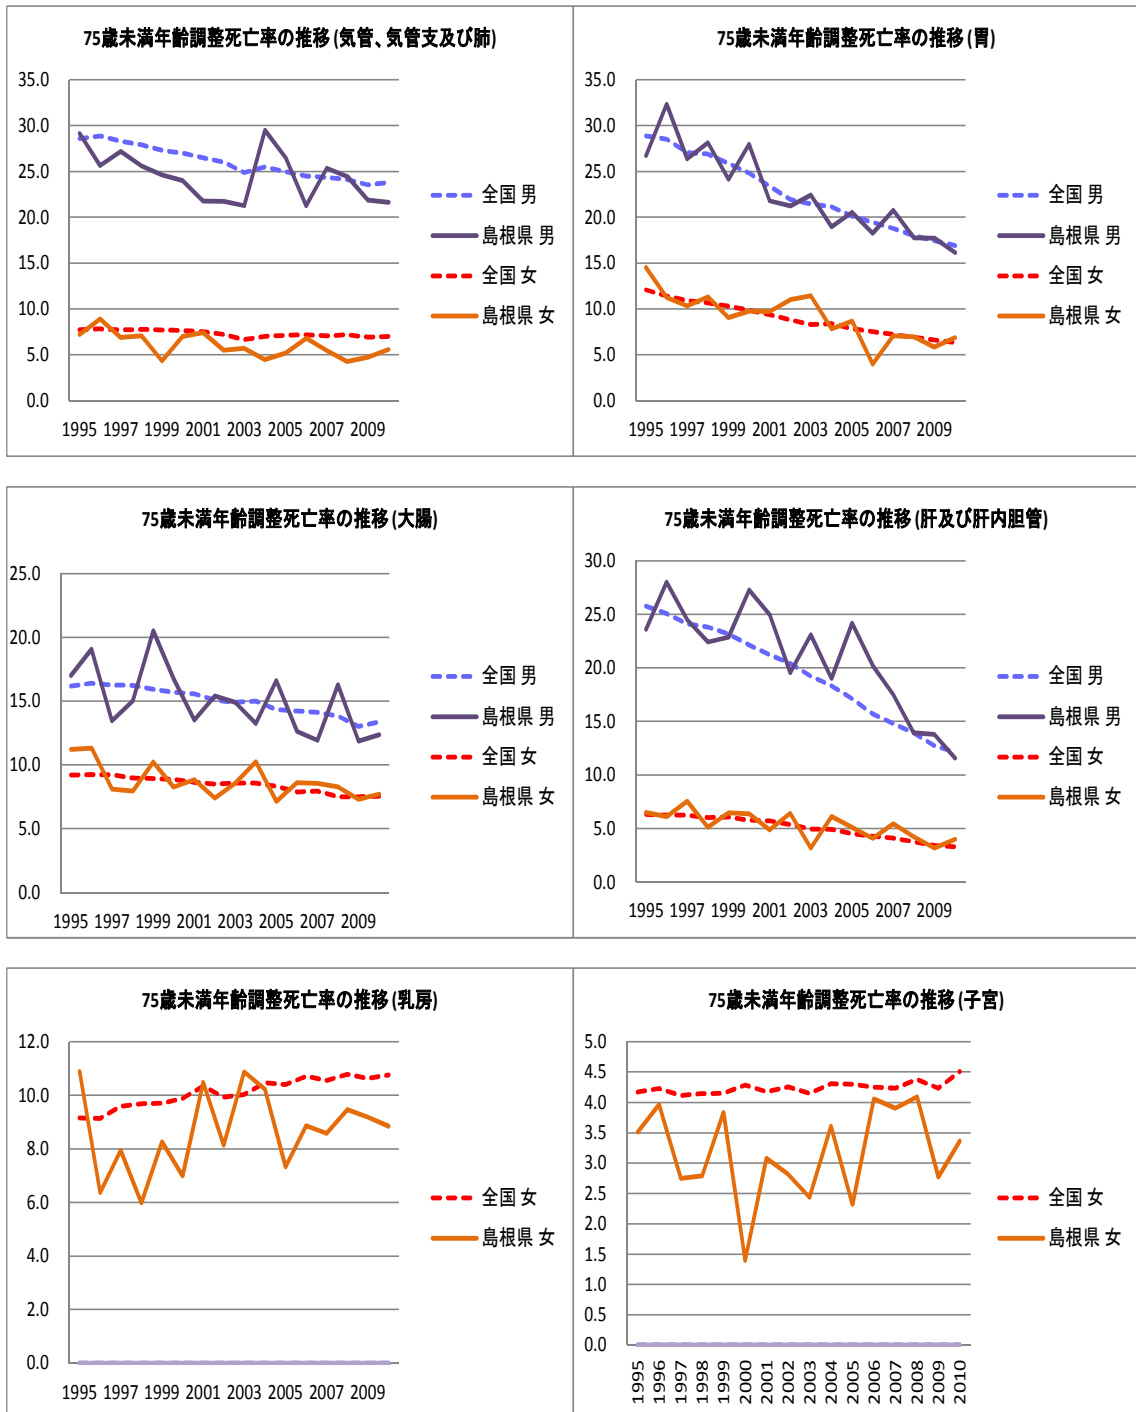 75歳未満年齢調整死亡率の推移(気管、気管支及び肺)
35.0
30.0
25.0
20.0
15.0
10.0
5.0
0.0
1995 1997 1999 2001 2003 2005 2007 2009
全国 男
島根県 男
全国 女
島根県 女
75歳未満年齢調整死亡率の推移(胃)
35.0
30.0
25.0
20.0
15.0
10.0
5.0
0.0
1995 1997 1999 2001 2003 2005 2007 2009
全国 男
島根県 男
全国 女
島根県 女
75歳未満年齢調整死亡率の推移(大腸)
25.0
20.0
15.0
10.0
5.0
0.0
1995 1997 1999 2001 2003 2005 2007 2009
全国 男
島根県 男
全国 女
島根県 女
75歳未満年齢調整死亡率の推移(肝及び肝内胆管)
30.0
25.0
20.0
15.0
10.0
5.0
0.0
1995 1997 1999 2001 2003 2005 2007 2009
全国 男
島根県 男
全国 女
島根県 女
75歳未満年齢調整死亡率の推移(乳房)
12.0
10.0
8.0
6.0
4.0
2.0
0.0
1995 1997 1999 2001 2003 2005 2007 2009
全国 女
島根県 女
75歳未満年齢調整死亡率の推移(子宮)
5.0
4.5
4.0
3.5
3.0
2.5
2.0
1.5
1.0
0.5
0.0
1995 1996 1997 1998 1999 2000 2001 2002 2003 2004 2005 2006 2007 2008 2009 2010
全国 女
島根県 女